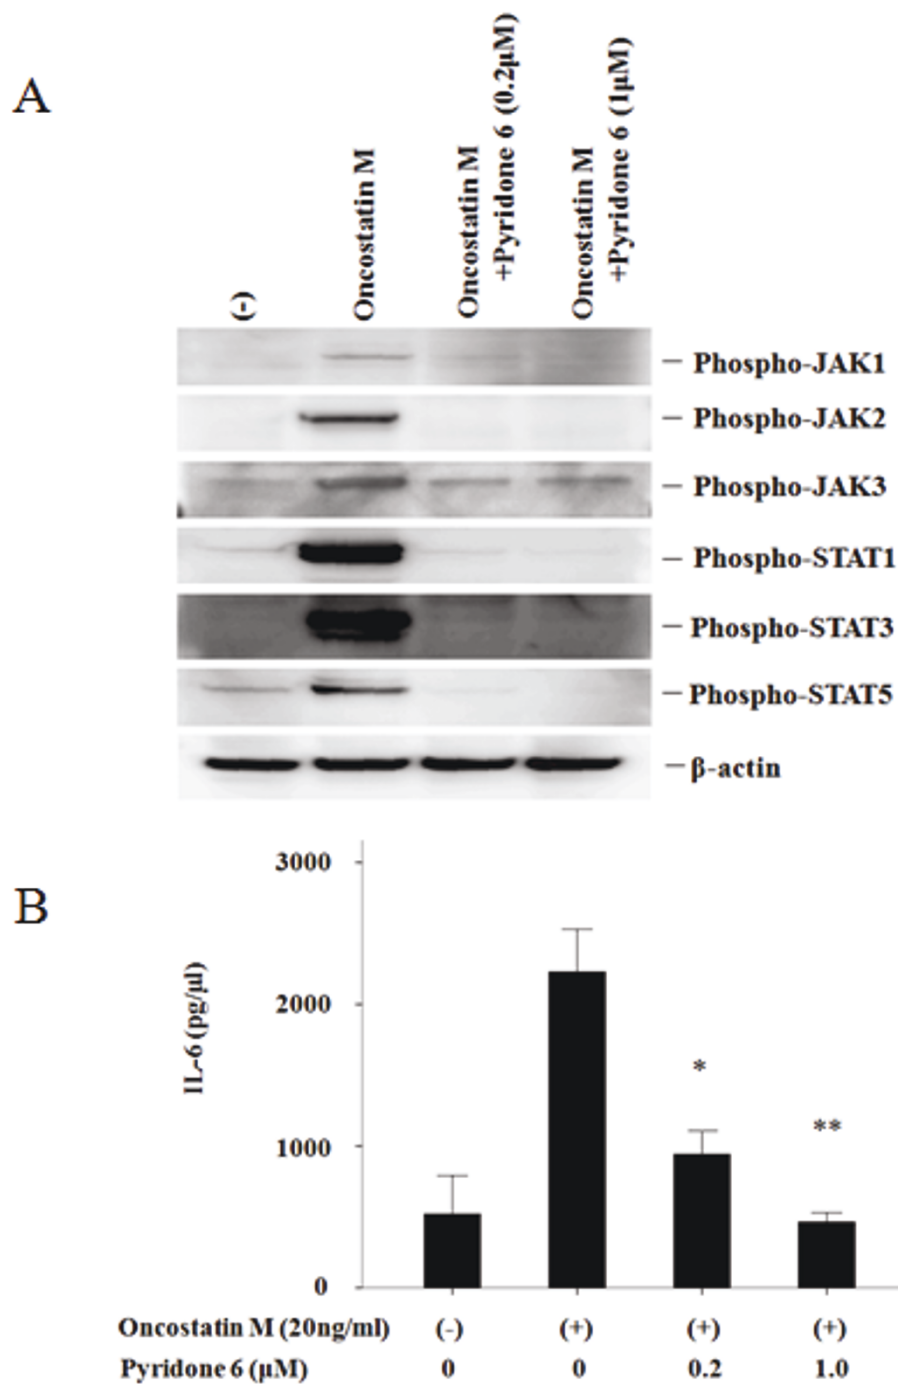 A
(-)
Oncostatin M
Oncostatin M
+Pyridone 6 (0.2μM)
Oncostatin M
+Pyridone 6 (1μM)
Phospho-JAK1
Phospho-JAK2
Phospho-JAK3
Phospho-STAT1
Phospho-STAT3
Phospho-STAT5
β-actin
B
IL-6 (pg/μl)
3000
2000
1000
0
*
**
Oncostatin M (20ng/ml) (-) (+) (+) (+)
Pyridone 6 (μM) 0 0 0.2 1.0